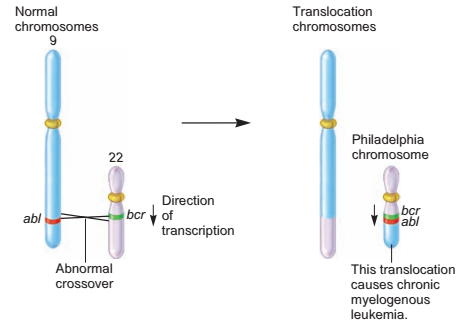 Normal
chromosomes
9
Translocation
chromosomes
22
Philadelphia
chromosome
abl
bcr
Direction
of
transcription
bcr
abl
Abnormal
crossover
This translocation
causes chronic
myelogenous
leukemia.